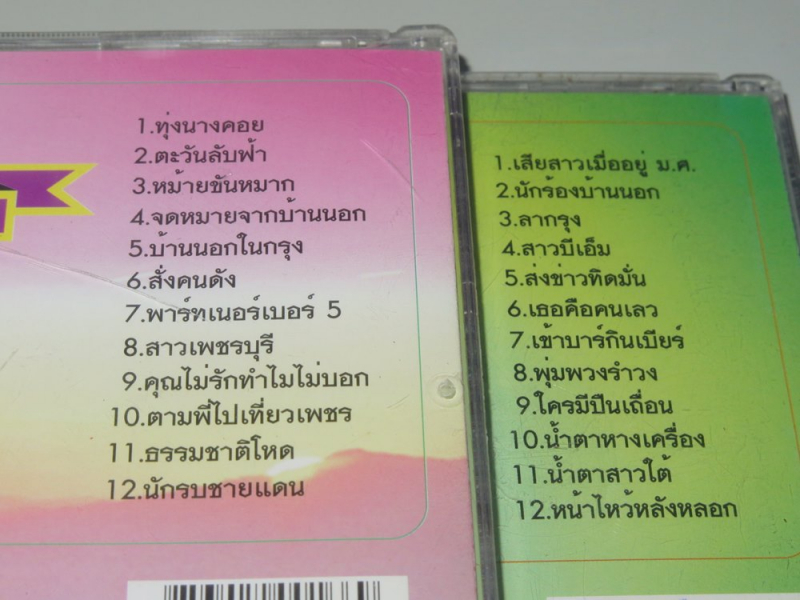 1.ทุ่งนางคอย
2.ตะวันลับฟ้า
3.หม้ายขันหมาก
4.จดหมายจากบ้านนอก
5.บ้านนอกในกรุง
6.สั่งคนดัง
7.พาร์ทเนอร์เบอร์ 5
8.สาวเพชรบุรี
9.คุณไม่รักทำไมไม่บอก
10.ตามพี่ไปเที่ยวเพชร
11.ธรรมชาติโหด
12.นักรบชายแดน
1.เสียสาวเมื่ออยู่ ม.ศ.
2.นักร้องบ้านนอก
3.ลากรุง
4.สาวบีเอ็ม
5.ส่งข่าวทิดมั่น
6.เธอคือคนเลว
7.เข้าบาร์กินเบียร์
8.พุ่มพวงรำวง
9.ใครมีปืนเถื่อน
10.น้ำตาหางเครื่อง
11.น้ำตาสาวใต้
12.หน้าไหว้หลังหลอก